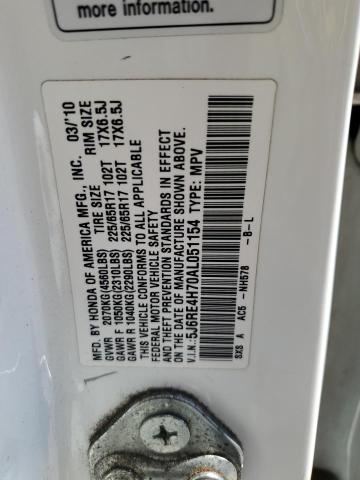 more information.
MFD. BY HONDA OF AMERICA MFG., INC. 03/'10
TIRE SIZE RIM SIZE
GVWR 2070KG(4560LBS)
GAWR F 1050KG(2310LBS) 225/65R17 102T 17X6.5J
GAWR R 1040KG(2290LBS) 225/65R17 102T 17X6.5J
THIS VEHICLE CONFORMS TO ALL APPLICABLE
FEDERAL MOTOR VEHICLE SAFETY
AND THEFT PREVENTION STANDARDS IN EFFECT
ON THE DATE OF MANUFACTURE SHOWN ABOVE.
V.I.N.:5J6RE4H70AL051154 TYPE: MPV
SXS A AC5 -NH578 -B-L